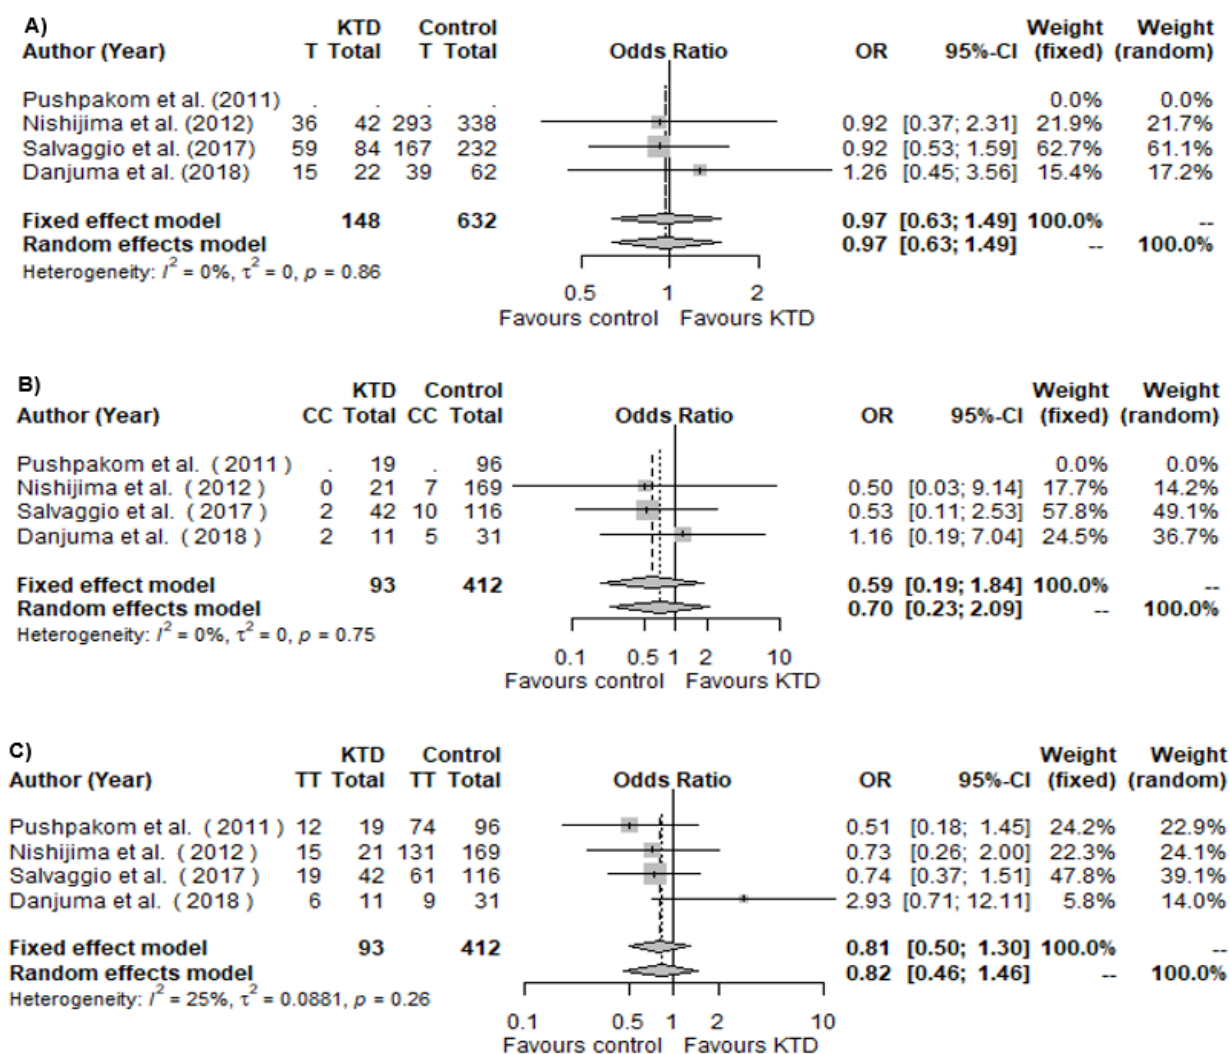 A) KTD Control Weight Weight
Author (Year) T Total T Total Odds Ratio OR 95%-CI (fixed) (random)
Pushpakom et al. (2011) . . . . 0.0% 0.0%
Nishijima et al. (2012) 36 42 293 338 0.92 [0.37; 2.31] 21.9% 21.7%
Salvaggio et al. (2017) 59 84 167 232 0.92 [0.53; 1.59] 62.7% 61.1%
Danjuma et al. (2018) 15 22 39 62 1.26 [0.45; 3.56] 15.4% 17.2%
Fixed effect model 148 632 0.97 [0.63; 1.49] 100.0% --
Random effects model 0.97 [0.63; 1.49] -- 100.0%
Heterogeneity: I² = 0%, τ² = 0, p = 0.86
0.5 1 2
Favours control Favours KTD
B) KTD Control Weight Weight
Author (Year) CC Total CC Total Odds Ratio OR 95%-CI (fixed) (random)
Pushpakom et al. ( 2011 ) . 19 . 96 0.0% 0.0%
Nishijima et al. ( 2012 ) 0 21 7 169 0.50 [0.03; 9.14] 17.7% 14.2%
Salvaggio et al. ( 2017 ) 2 42 10 116 0.53 [0.11; 2.53] 57.8% 49.1%
Danjuma et al. ( 2018 ) 2 11 5 31 1.16 [0.19; 7.04] 24.5% 36.7%
Fixed effect model 93 412 0.59 [0.19; 1.84] 100.0% --
Random effects model 0.70 [0.23; 2.09] -- 100.0%
Heterogeneity: I² = 0%, τ² = 0, p = 0.75
0.1 0.5 1 2 10
Favours control Favours KTD
C) KTD Control Weight Weight
Author (Year) TT Total TT Total Odds Ratio OR 95%-CI (fixed) (random)
Pushpakom et al. ( 2011 ) 12 19 74 96 0.51 [0.18; 1.45] 24.2% 22.9%
Nishijima et al. ( 2012 ) 15 21 131 169 0.73 [0.26; 2.00] 22.3% 24.1%
Salvaggio et al. ( 2017 ) 19 42 61 116 0.74 [0.37; 1.51] 47.8% 39.1%
Danjuma et al. ( 2018 ) 6 11 9 31 2.93 [0.71; 12.11] 5.8% 14.0%
Fixed effect model 93 412 0.81 [0.50; 1.30] 100.0% --
Random effects model 0.82 [0.46; 1.46] -- 100.0%
Heterogeneity: I² = 25%, τ² = 0.0881, p = 0.26
0.1 0.5 1 2 10
Favours control Favours KTD